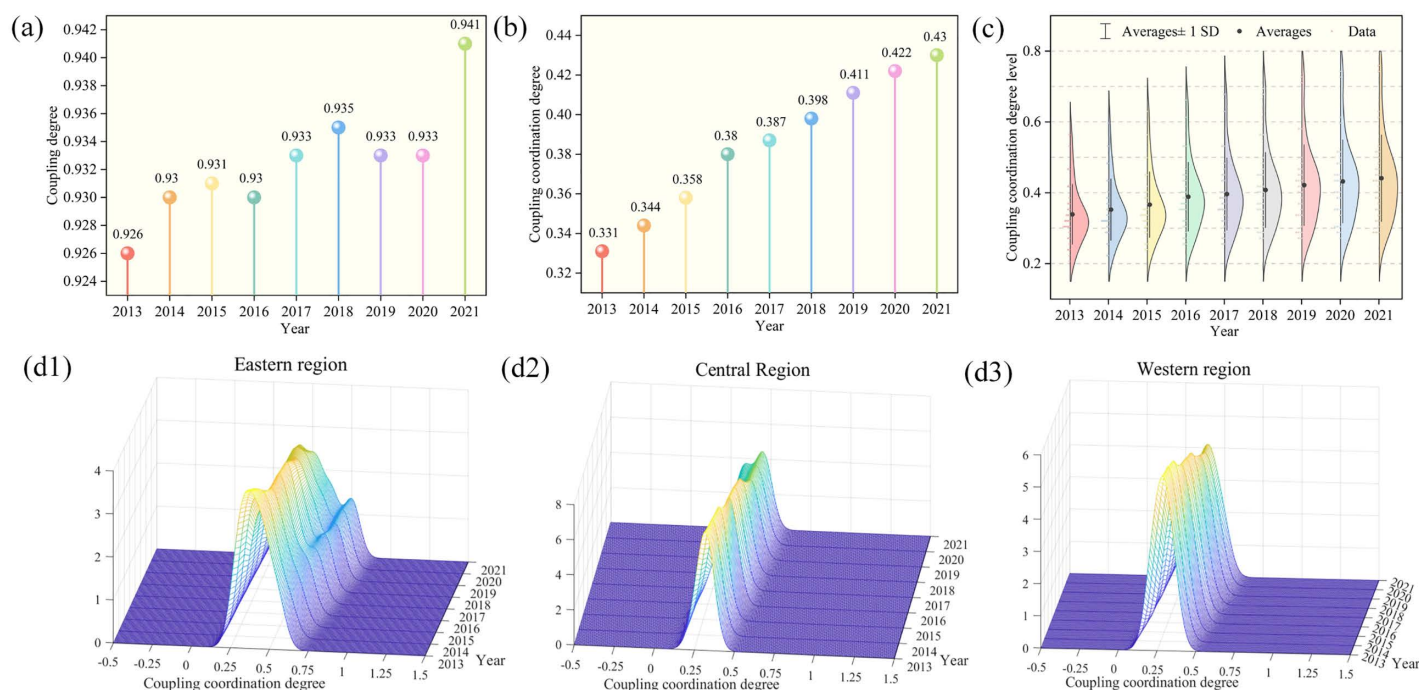 (a)
Coupling degree
0.942
0.940
0.938
0.936
0.934
0.932
0.930
0.928
0.926
0.924
0.926
0.93
0.931
0.93
0.933
0.935
0.933
0.933
0.941
2013 2014 2015 2016 2017 2018 2019 2020 2021
Year
(b)
Coupling coordination degree
0.44
0.42
0.40
0.38
0.36
0.34
0.32
0.331
0.344
0.358
0.38
0.387
0.398
0.411
0.422
0.43
2013 2014 2015 2016 2017 2018 2019 2020 2021
Year
(c)
Averages± 1 SD Averages Data
Coupling coordination degree level
0.8
0.6
0.4
0.2
2013 2014 2015 2016 2017 2018 2019 2020 2021
Year
(d1)
Eastern region
4
3
2
1
0
-0.5 -0.25 0 0.25 0.5 0.75 1 1.25 1.5
Coupling coordination degree
2021
2020
2019
2018
2017
2016
2015
2014
2013
Year
(d2)
Central Region
8
6
4
2
0
-0.5 -0.25 0 0.25 0.5 0.75 1 1.25 1.5
Coupling coordination degree
2021
2020
2019
2018
2017
2016
2015
2014
2013
Year
(d3)
Western region
6
5
4
3
2
1
0
-0.5 -0.25 0 0.25 0.5 0.75 1 1.25 1.5
Coupling coordination degree
2021
2020
2019
2018
2017
2016
2015
2014
2013
Year